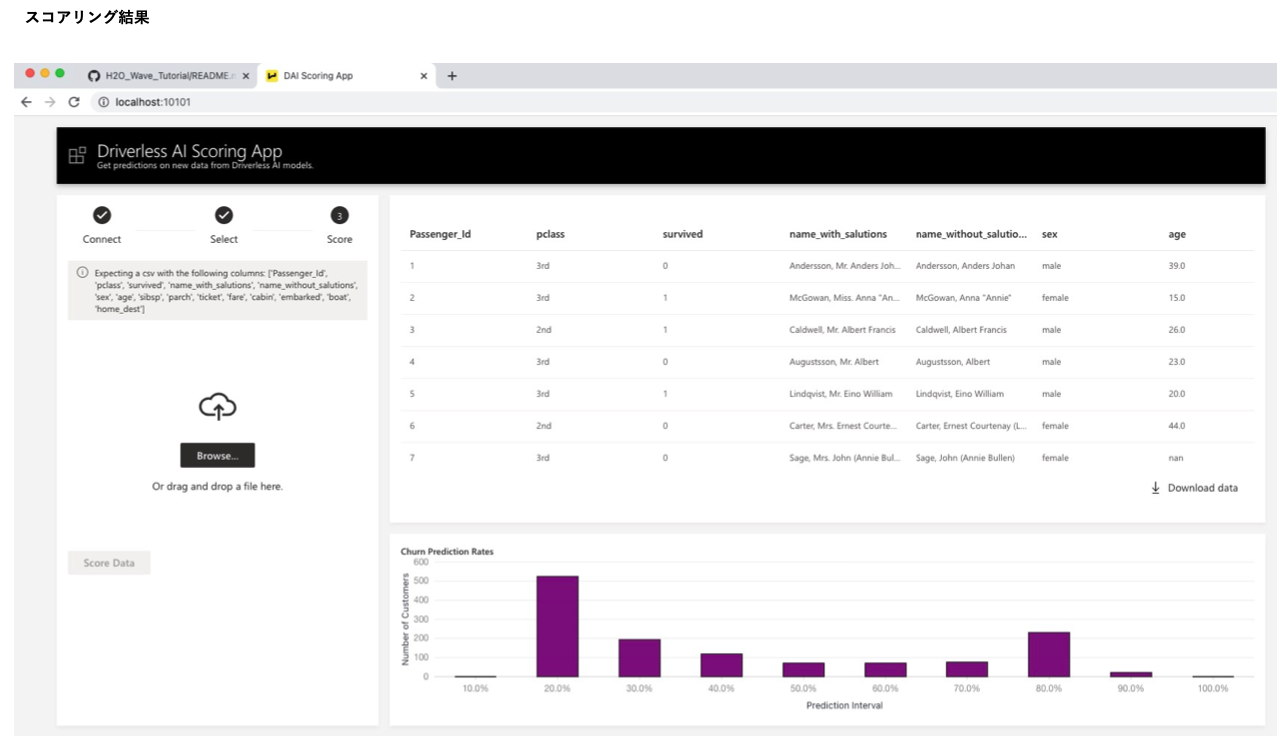 スコアリング結果
H2O_Wave_Tutorial/README.m
DAI Scoring App
localhost:10101
Driverless AI Scoring App
Get predictions on new data from Driverless AI models.
3
Connect Select Score
Expecting a csv with the following columns: ['Passenger_Id',
'pclass', 'survived', 'name_with_salutions', 'name_without_salutions',
'sex', 'age', 'sibsp', 'parch', 'ticket', 'fare', 'cabin', 'embarked', 'boat',
'home_dest']
Browse...
Or drag and drop a file here.
Score Data
Passenger_Id pclass survived name_with_salutions name_without_salutio... sex age
1 3rd 0 Andersson, Mr. Anders Joh... Andersson, Anders Johan male 39.0
2 3rd 1 McGowan, Miss. Anna "An... McGowan, Anna "Annie" female 15.0
3 2nd 1 Caldwell, Mr. Albert Francis Caldwell, Albert Francis male 26.0
4 3rd 0 Augustsson, Mr. Albert Augustsson, Albert male 23.0
5 3rd 1 Lindqvist, Mr. Eino William Lindqvist, Eino William male 20.0
6 2nd 0 Carter, Mrs. Ernest Courte... Carter, Ernest Courtenay (L... female 44.0
7 3rd 0 Sage, Mrs. John (Annie Bul... Sage, John (Annie Bullen) female nan
Download data
Churn Prediction Rates
Number of Customers
600
500
400
300
200
100
0
10.0% 20.0% 30.0% 40.0% 50.0% 60.0% 70.0% 80.0% 90.0% 100.0%
Prediction Interval